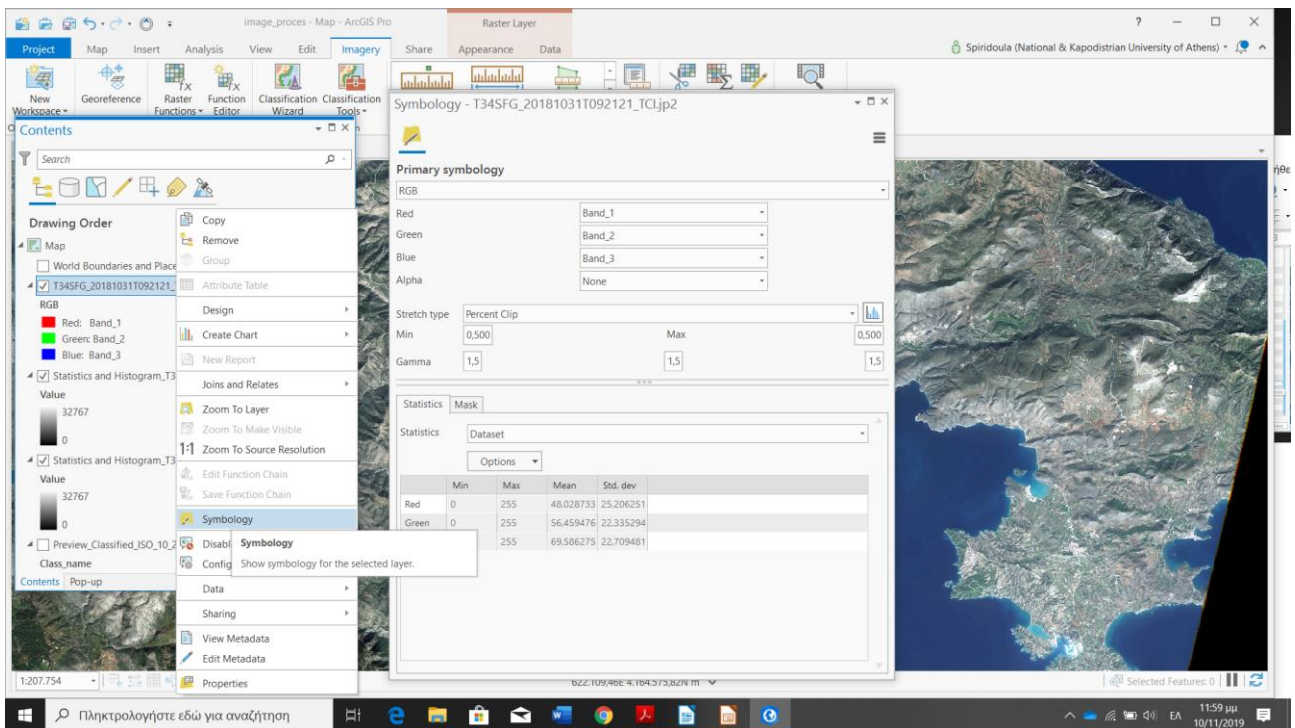 image_proces - Map - ArcGIS Pro
Raster Layer
?
Project Map Insert Analysis View Edit Imagery Share Appearance Data
Spiridoula (National & Kapodistrian University of Athens)
New Workspace
Georeference
Raster Functions
Function Editor
Classification Wizard
Classification Tools
Contents
Search
Drawing Order
Map
World Boundaries and Place
T34SFG_20181031T092121_
RGB
Red: Band_1
Green: Band_2
Blue: Band_3
Statistics and Histogram_T3
Value
32767
0
Statistics and Histogram_T3
Value
32767
0
Preview_Classified_ISO_10_2
Class_name
Contents Pop-up
Copy
Remove
Group
Attribute Table
Design
Create Chart
New Report
Joins and Relates
Zoom To Layer
Zoom To Make Visible
1:1 Zoom To Source Resolution
Edit Function Chain
Save Function Chain
Symbology
Disabl
Config
Data
Sharing
View Metadata
Edit Metadata
Properties
Symbology
Show symbology for the selected layer.
Symbology - T34SFG_20181031T092121_TCI.jp2
Primary symbology
RGB
Red Band_1
Green Band_2
Blue Band_3
Alpha None
Stretch type Percent Clip
Min 0,500 Max 0,500
Gamma 1,5 1,5 1,5
Statistics Mask
Statistics Dataset
Options
Min Max Mean Std. dev
Red 0 255 48.028733 25.206251
Green 0 255 56.459476 22.335294
255 69.586275 22.709481
1:207.754
622.109,46E 4.164.575,82N m
Selected Features: 0
Πληκτρολογήστε εδώ για αναζήτηση
ΕΛ
11:59 μμ
10/11/2019